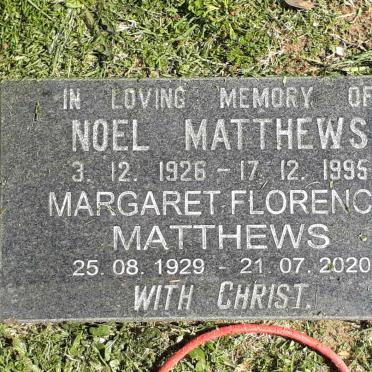 IN LOVING MEMORY OF
NOEL MATTHEWS
3. 12. 1926 - 17. 12. 1995
MARGARET FLORENC
MATTHEWS
25. 08. 1929 - 21. 07. 2020
WITH CHRIST.